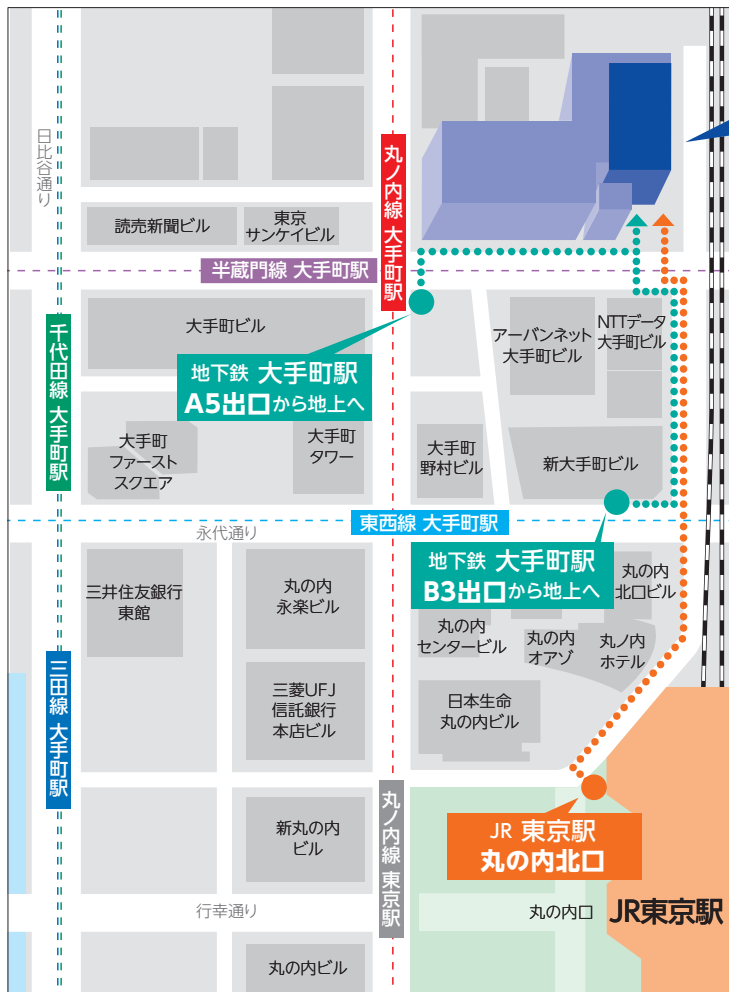 日比谷通り
丸ノ内線 大手町駅
読売新聞ビル
東京
サンケイビル
半蔵門線 大手町駅
千代田線 大手町駅
大手町ビル
アーバンネット
大手町ビル
NTTデータ
大手町ビル
地下鉄 大手町駅
A5出口から地上へ
大手町
ファースト
スクエア
大手町
タワー
大手町
野村ビル
新大手町ビル
東西線 大手町駅
永代通り
地下鉄 大手町駅
B3出口から地上へ
三井住友銀行
東館
丸の内
永楽ビル
丸の内
北口ビル
丸の内
センタービル
丸の内
オアゾ
丸ノ内
ホテル
三田線 大手町駅
三菱UFJ
信託銀行
本店ビル
日本生命
丸の内ビル
新丸の内
ビル
丸ノ内線 東京駅
JR 東京駅
丸の内北口
行幸通り
丸の内口
JR東京駅
丸の内ビル